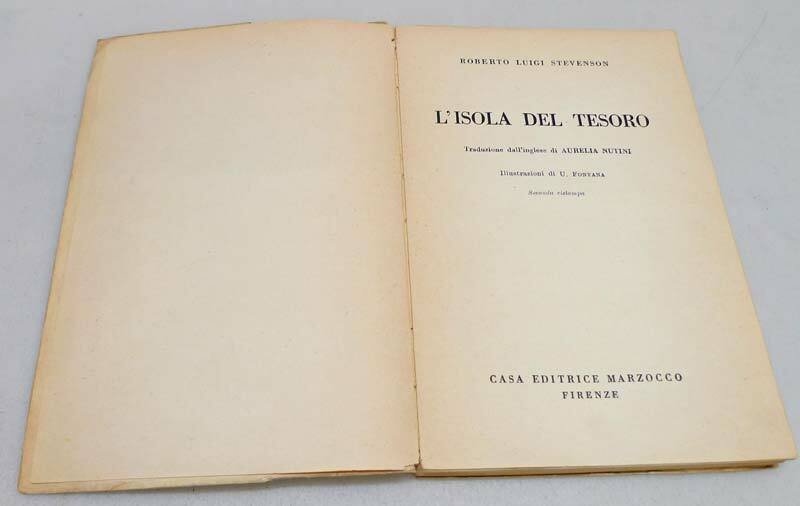 ROBERTO LUIGI STEVENSON
L'ISOLA DEL TESORO
Traduzione dall'inglese di AURELIA NUTINI
Illustrazioni di U. FONTANA
Seconda ristampa
CASA EDITRICE MARZOCCO
FIRENZE